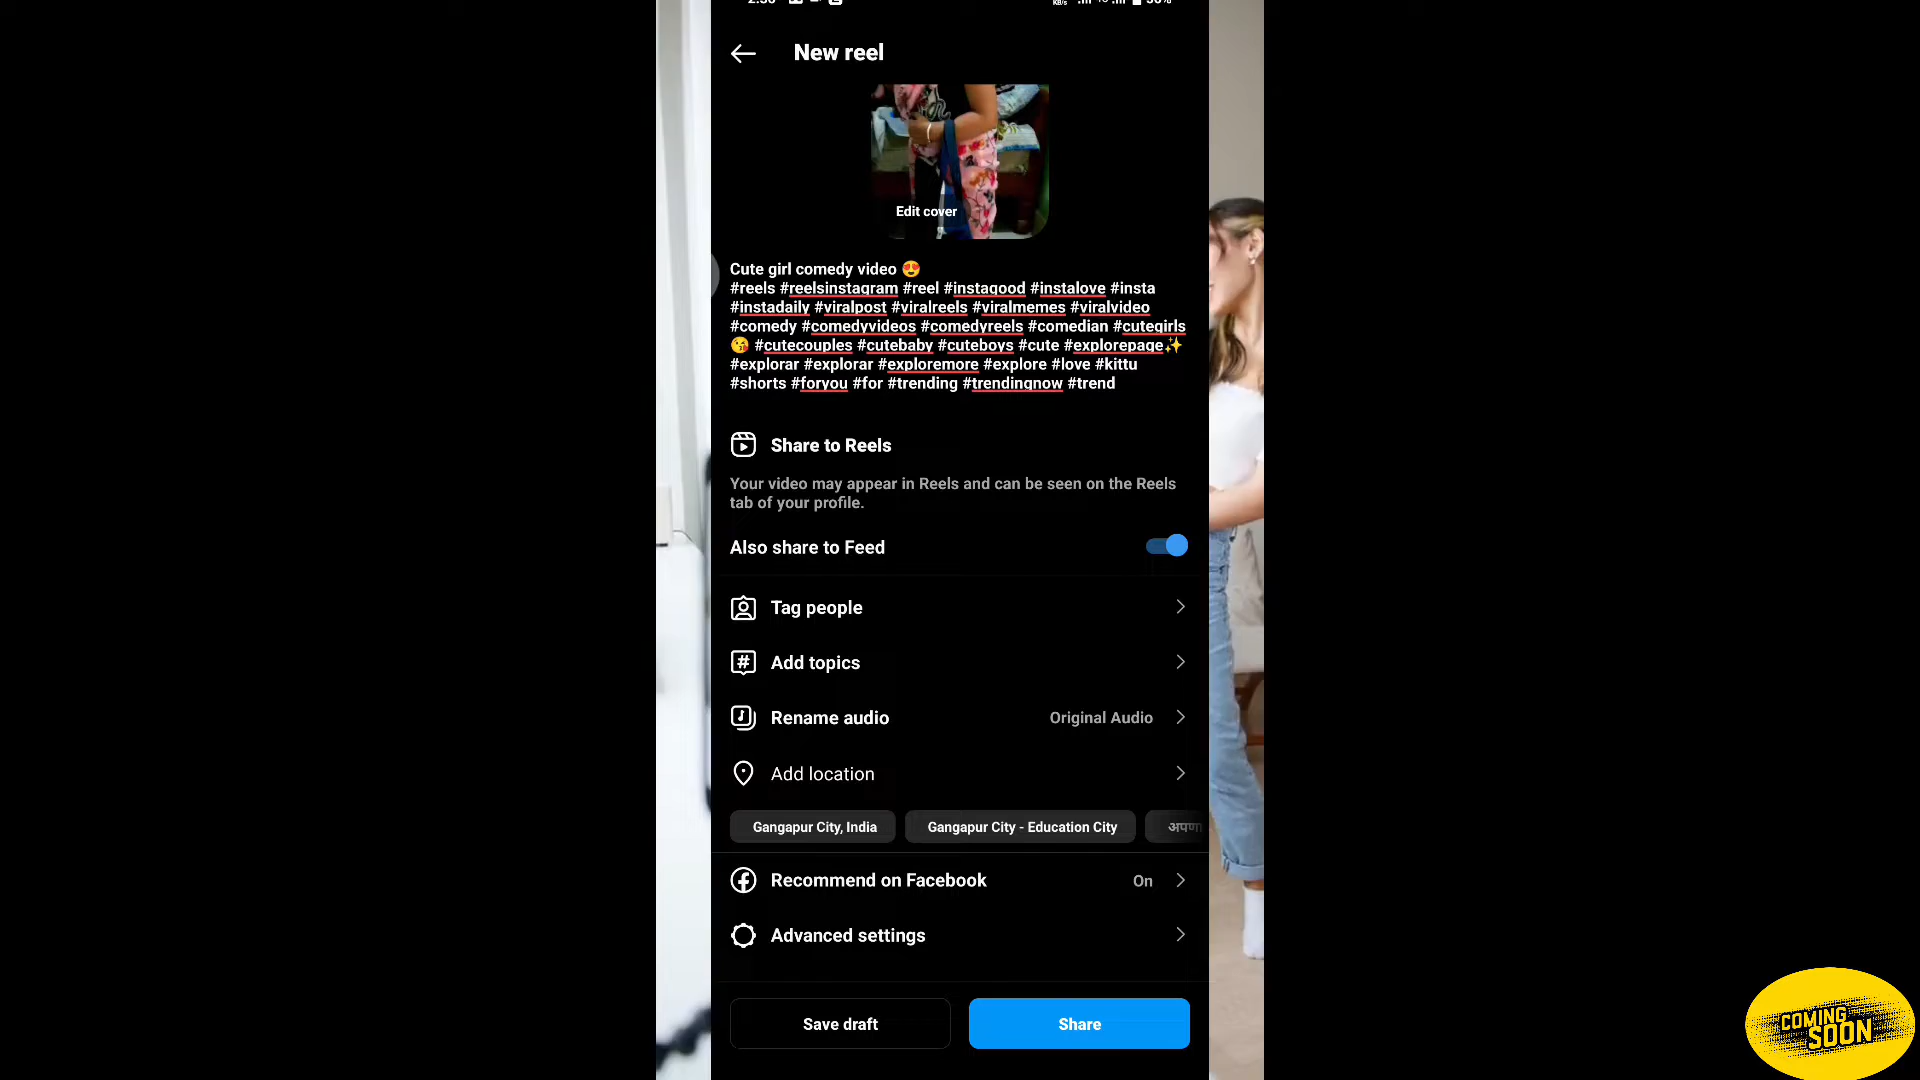 New reel
Edit cover
Cute girl comedy video 😍
#reels #reelsinstagram #reel #instagood #instalove #insta
#instadaily #viralpost #viralreels #viralmemes #viralvideo
#comedy #comedyvideos #comedyreels #comedian #cutegirls
😘 #cutecouples #cutebaby #cuteboys #cute #explorepage✨
#explorar #explorar #exploremore #explore #love #kittu
#shorts #foryou #for #trending #trendingnow #trend
Share to Reels
Your video may appear in Reels and can be seen on the Reels
tab of your profile.
Also share to Feed
Tag people
Add topics
Rename audio Original Audio
Add location
Gangapur City, India Gangapur City - Education City
Recommend on Facebook On
Advanced settings
Save draft Share
COMING
SOON